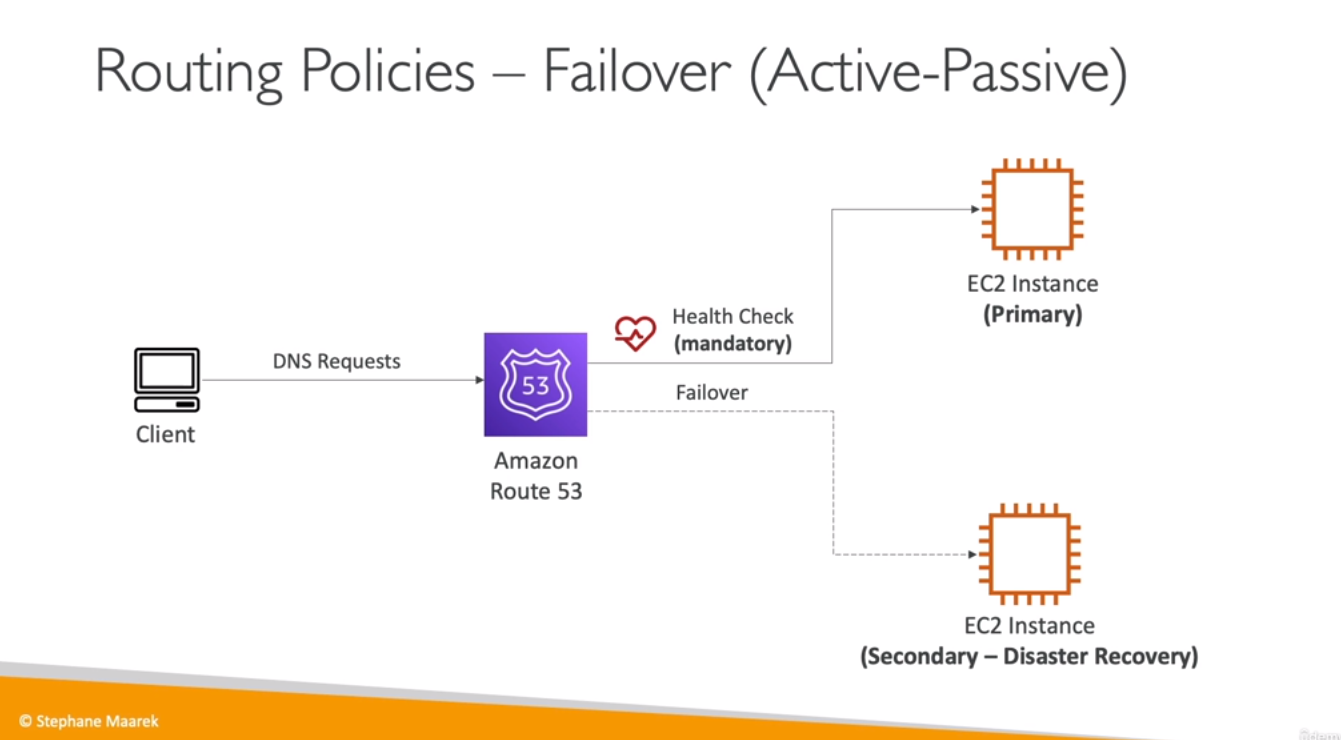 Routing Policies – Failover (Active-Passive)
EC2 Instance
(Primary)
Health Check
(mandatory)
DNS Requests
53
Failover
Client
Amazon
Route 53
EC2 Instance
(Secondary – Disaster Recovery)
© Stephane Maarek